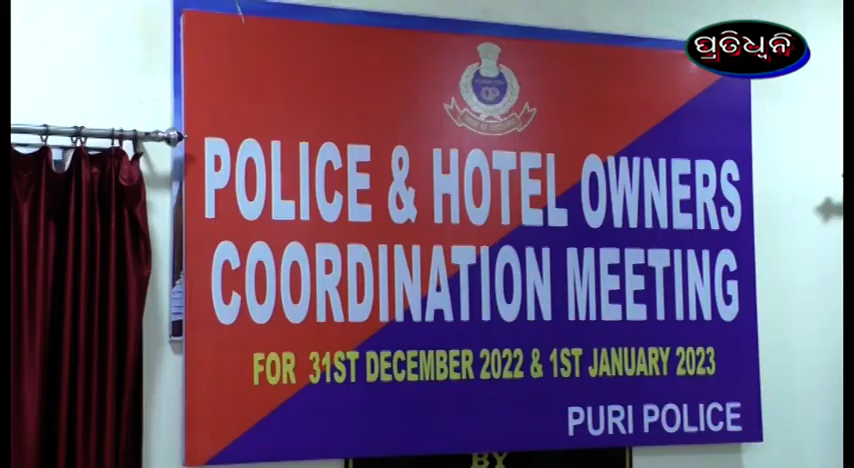 ପ୍ରତିଧ୍ୱନି
POLICE & HOTEL OWNERS
COORDINATION MEETING
FOR 31ST DECEMBER 2022 & 1ST JANUARY 2023
PURI POLICE
BY